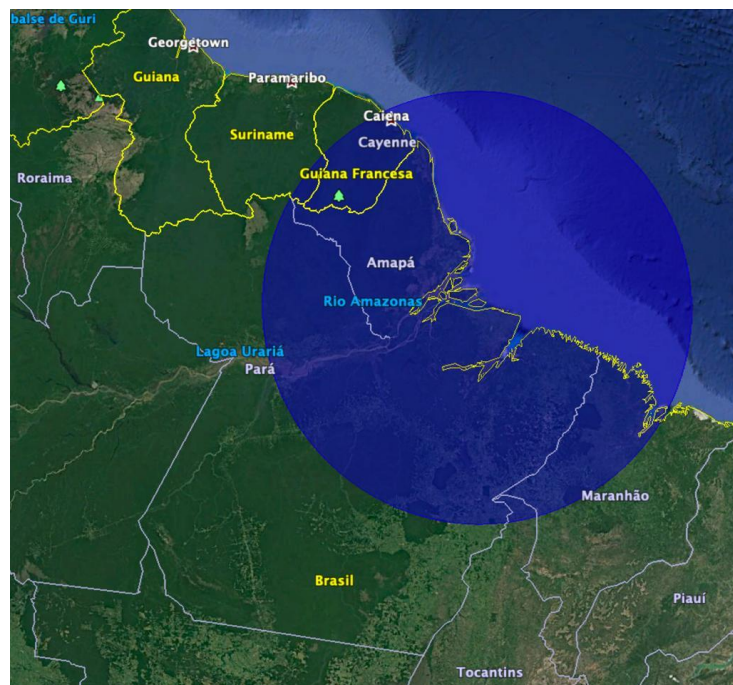 balse de Guri
Georgetown
Guiana
Paramaribo
Caiena
Suriname
Cayenne
Guiana Francesa
Roraima
Amapá
Rio Amazonas
Lagoa Urariá
Pará
Maranhão
Brasil
Piauí
Tocantins